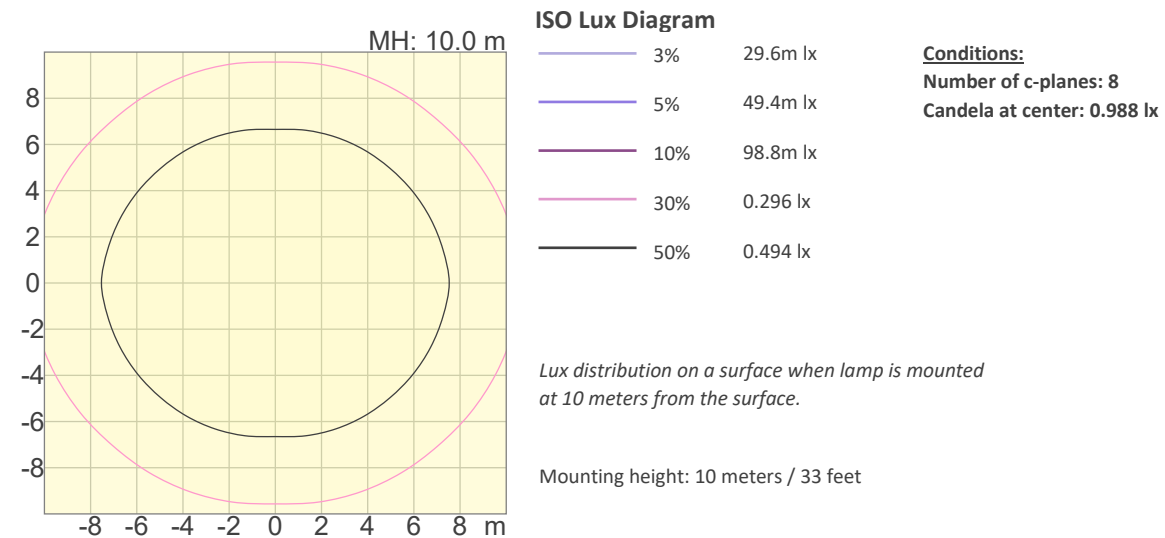 MH: 10.0 m
8
6
4
2
0
-2
-4
-6
-8
-8 -6 -4 -2 0 2 4 6 8 m
ISO Lux Diagram
3% 29.6m lx
5% 49.4m lx
10% 98.8m lx
30% 0.296 lx
50% 0.494 lx
Conditions:
Number of c-planes: 8
Candela at center: 0.988 lx
Lux distribution on a surface when lamp is mounted
at 10 meters from the surface.
Mounting height: 10 meters / 33 feet